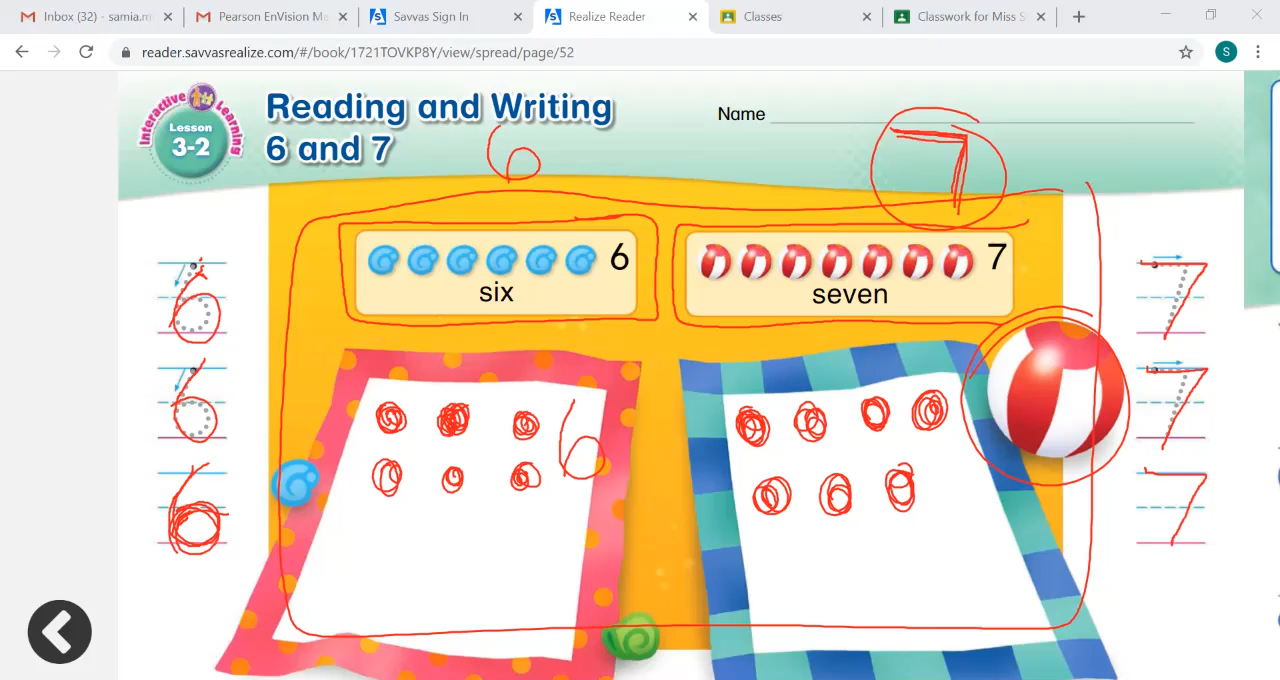 Inbox (32) - samia.m
Pearson EnVision Ma
Savvas Sign In
Realize Reader
Classes
Classwork for Miss S
reader.savvasrealize.com/#/book/1721TOVKP8Y/view/spread/page/52
S
Interactive Learning
Lesson
3-2
Reading and Writing
6 and 7
Name
6
7
6
six
7
seven
6
7
6
7
6
7
6